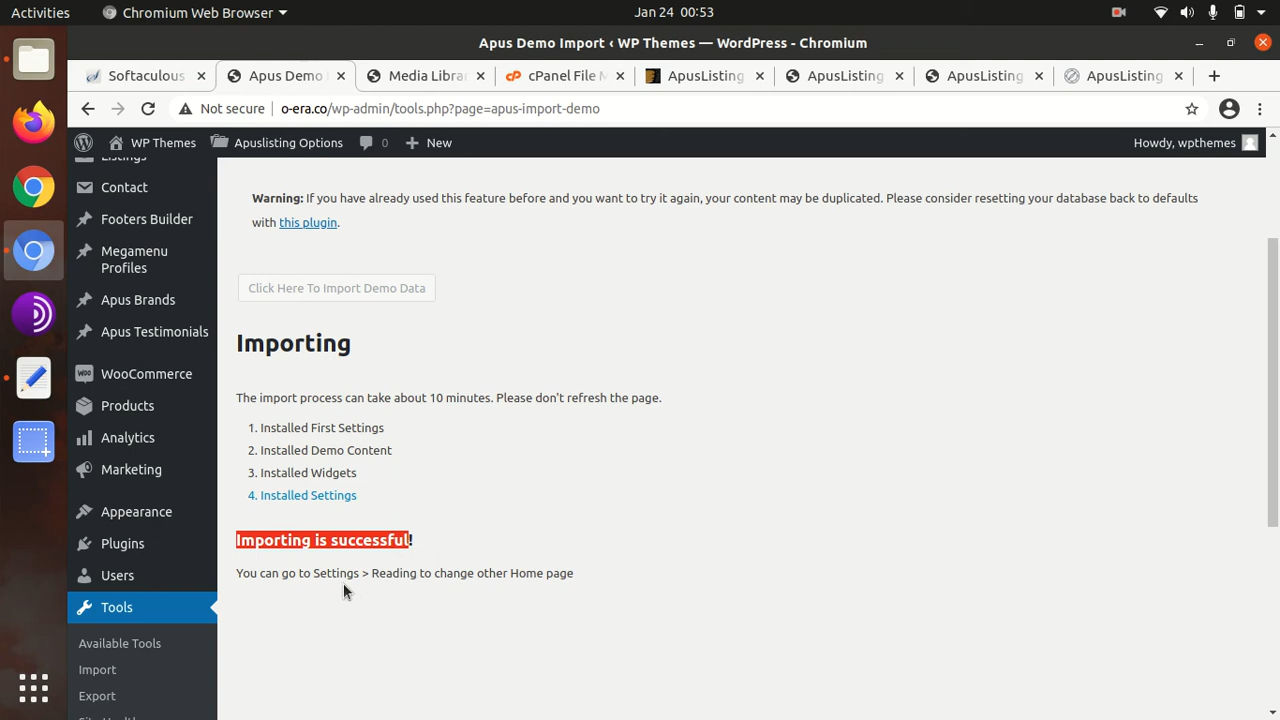 Activities
Chromium Web Browser
Jan 24 00:53
Apus Demo Import ‹ WP Themes — WordPress - Chromium
Softaculous
Apus Demo
Media Libra
cPanel File M
ApusListing
ApusListing
ApusListing
ApusListing
Not secure
o-era.co/wp-admin/tools.php?page=apus-import-demo
WP Themes
Apuslisting Options
0
New
Howdy, wpthemes
Listings
Contact
Footers Builder
Megamenu
Profiles
Apus Brands
Apus Testimonials
WooCommerce
Products
Analytics
Marketing
Appearance
Plugins
Users
Tools
Available Tools
Import
Export
Warning: If you have already used this feature before and you want to try it again, your content may be duplicated. Please consider resetting your database back to defaults
with this plugin.
Click Here To Import Demo Data
Importing
The import process can take about 10 minutes. Please don't refresh the page.
1. Installed First Settings
2. Installed Demo Content
3. Installed Widgets
4. Installed Settings
Importing is successful!
You can go to Settings > Reading to change other Home page